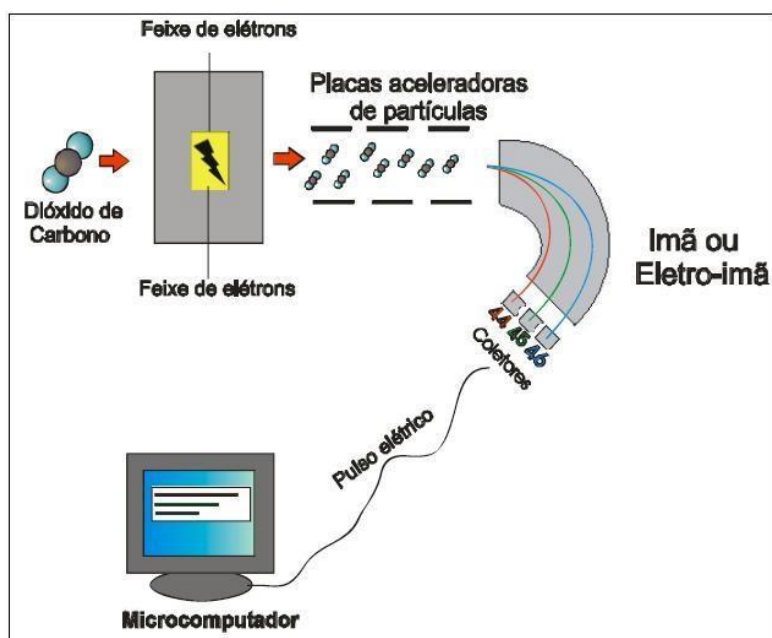 Feixe de elétrons
Placas aceleradoras
de partículas
Dióxido de
Carbono
Feixe de elétrons
Imã ou
Eletro-imã
44
45
46
Coletores
Pulso elétrico
Microcomputador